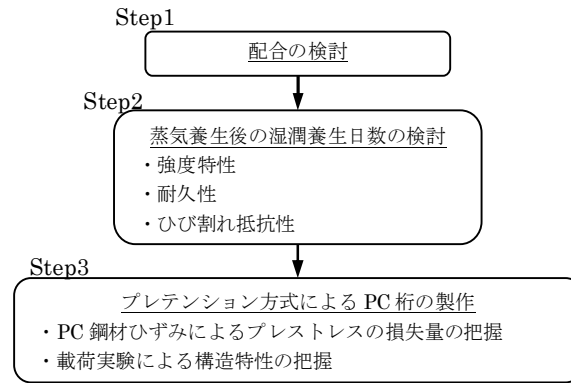 Step1
配合の検討
Step2
蒸気養生後の湿潤養生日数の検討
・強度特性
・耐久性
・ひび割れ抵抗性
Step3
プレテンション方式による PC 桁の製作
・PC 鋼材ひずみによるプレストレスの損失量の把握
・載荷実験による構造特性の把握